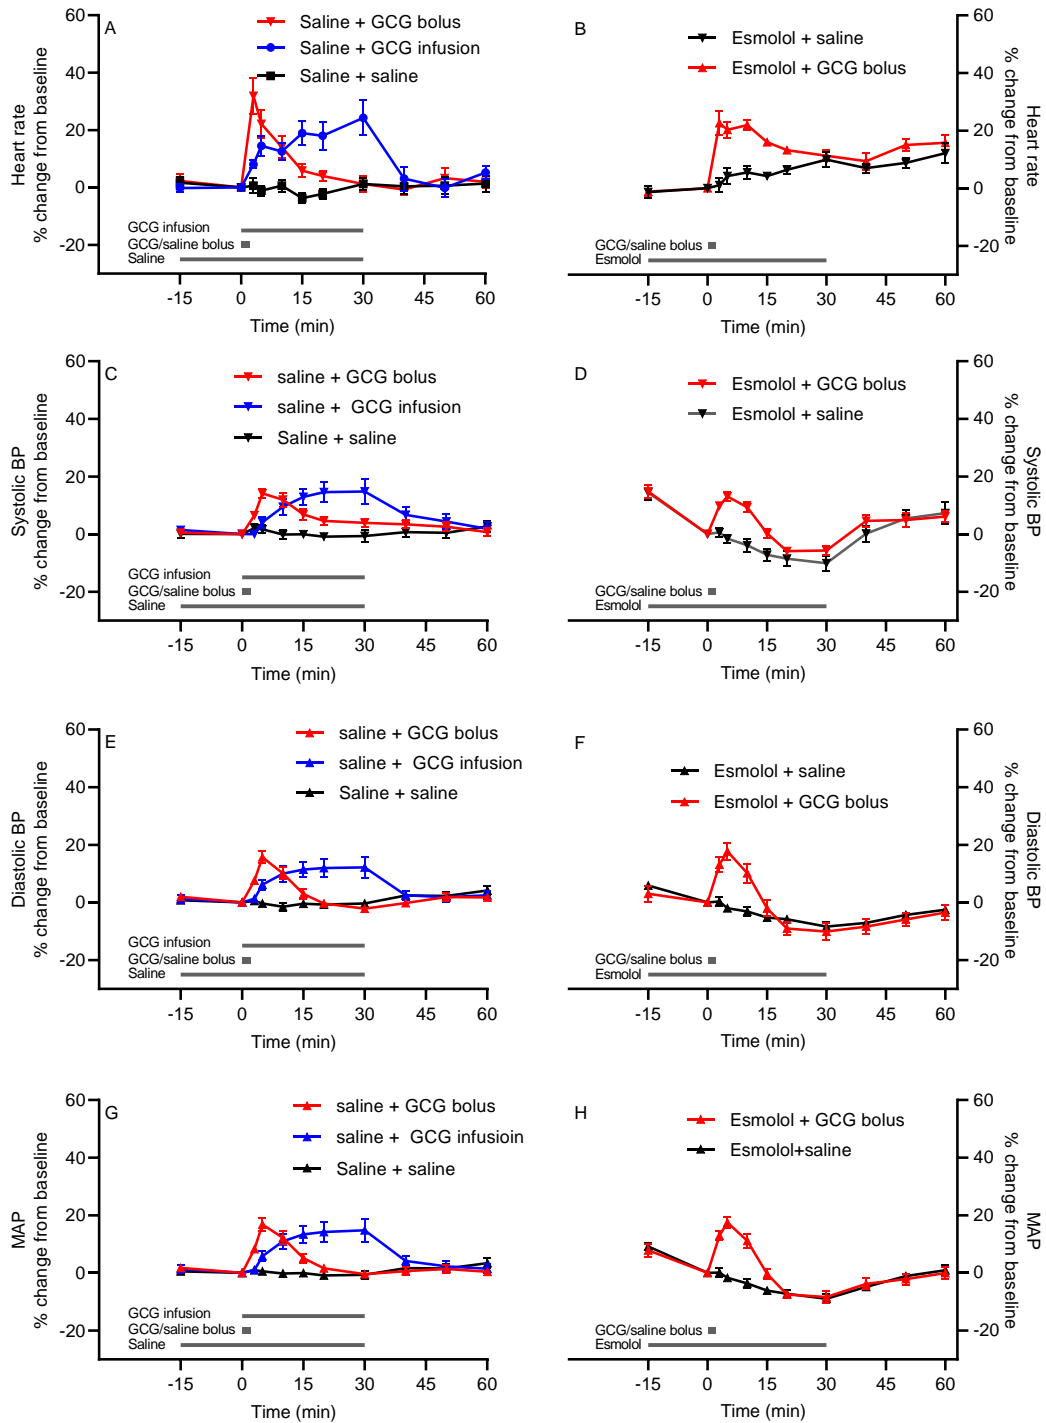 A
Saline + GCG bolus
Saline + GCG infusion
Saline + saline
60
40
20
0
-20
Heart rate
% change from baseline
GCG infusion
GCG/saline bolus
Saline
-15 0 15 30 45 60
Time (min)
B
Esmolol + saline
Esmolol + GCG bolus
60
40
20
0
-20
Heart rate
% change from baseline
GCG/saline bolus
Esmolol
-15 0 15 30 45 60
Time (min)
C
saline + GCG bolus
saline + GCG infusion
Saline + saline
60
40
20
0
-20
Systolic BP
% change from baseline
GCG infusion
GCG/saline bolus
Saline
-15 0 15 30 45 60
Time (min)
D
Esmolol + GCG bolus
Esmolol + saline
60
40
20
0
-20
Systolic BP
% change from baseline
GCG/saline bolus
Esmolol
-15 0 15 30 45 60
Time (min)
E
saline + GCG bolus
saline + GCG infusion
Saline + saline
60
40
20
0
-20
Diastolic BP
% change from baseline
GCG infusion
GCG/saline bolus
Saline
-15 0 15 30 45 60
Time (min)
F
Esmolol + saline
Esmolol + GCG bolus
60
40
20
0
-20
Diastolic BP
% change from baseline
GCG/saline bolus
Esmolol
-15 0 15 30 45 60
Time (min)
G
saline + GCG bolus
saline + GCG infusioin
Saline + saline
60
40
20
0
-20
MAP
% change from baseline
GCG infusion
GCG/saline bolus
Saline
-15 0 15 30 45 60
Time (min)
H
Esmolol + GCG bolus
Esmolol+saline
60
40
20
0
-20
MAP
% change from baseline
GCG/saline bolus
Esmolol
-15 0 15 30 45 60
Time (min)